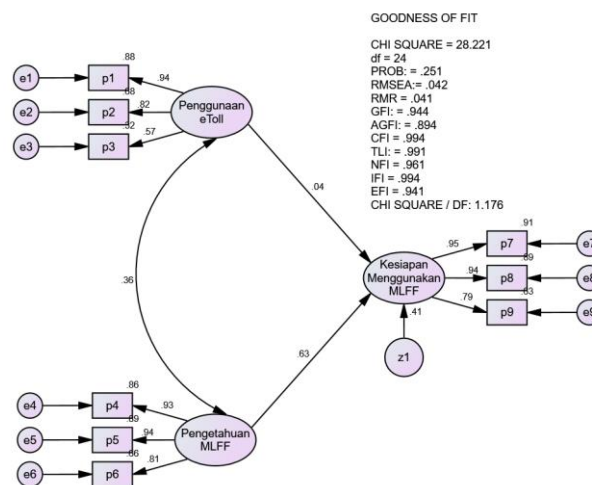 GOODNESS OF FIT
CHI SQUARE = 28.221
df = 24
PROB: = .251
RMSEA:= .042
RMR = .041
GFI: = .944
AGFI: = .894
CFI = .994
TLI: = .991
NFI = .961
IFI = .994
EFI = .941
CHI SQUARE / DF: 1.176
.88
e1
p1
.94
e2
p2
.82
.32
e3
p3
.57
Penggunaan
eToll
.04
.36
.63
.91
.95
p7
e7
.89
Kesiapan
Menggunakan
MLFF
.94
p8
e8
.63
.79
p9
e9
.41
z1
.86
e4
p4
.93
.89
e5
p5
.94
e6
p6
.81
Pengetahuan
MLFF